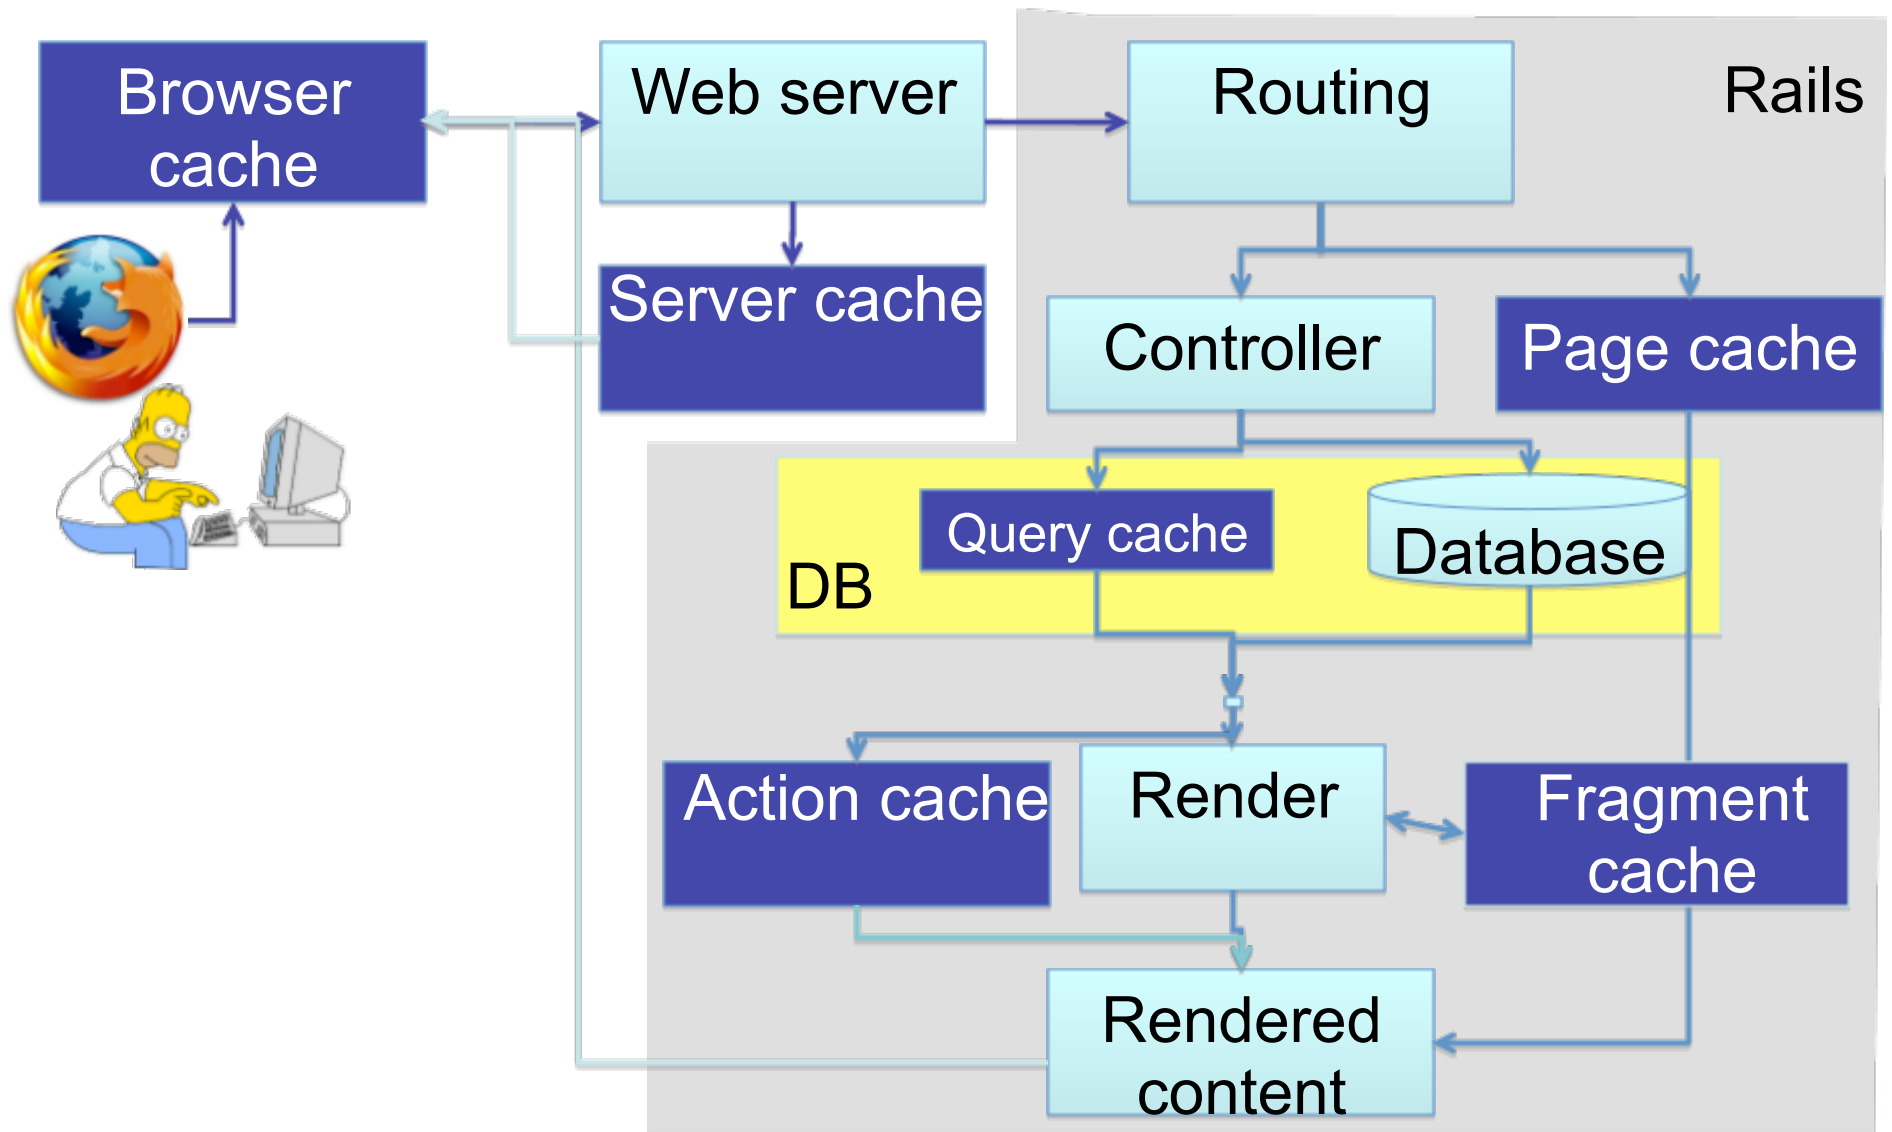 Browser
cache
Web server
Routing
Rails
Server cache
Controller
Page cache
Query cache
Database
DB
Action cache
Render
Fragment
cache
Rendered
content